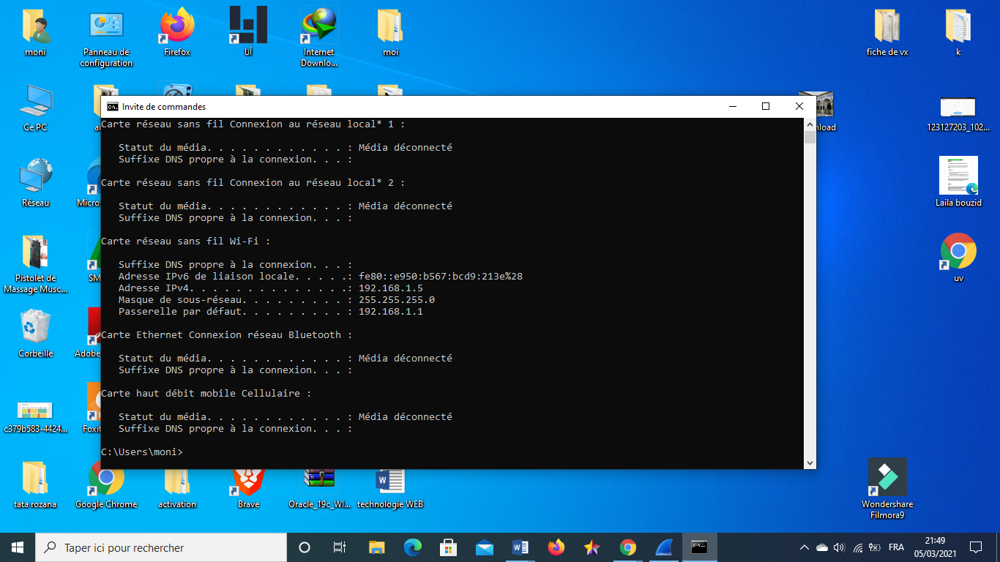 moni
Panneau de
configuration
Firefox
Internet
Downlo...
moi
fiche de vx
k
Invite de commandes
Carte réseau sans fil Connexion au réseau local* 1 :
Statut du média. . . . . . . . . . . . : Média déconnecté
Suffixe DNS propre à la connexion. . . :
Carte réseau sans fil Connexion au réseau local* 2 :
Statut du média. . . . . . . . . . . . : Média déconnecté
Suffixe DNS propre à la connexion. . . :
Carte réseau sans fil Wi-Fi :
Suffixe DNS propre à la connexion. . . :
Adresse IPv6 de liaison locale. . . . .: fe80::e950:b567:bcd9:213e%28
Adresse IPv4. . . . . . . . . . . . . .: 192.168.1.5
Masque de sous-réseau. . . . . . . . . : 255.255.255.0
Passerelle par défaut. . . . . . . . . : 192.168.1.1
Carte Ethernet Connexion réseau Bluetooth :
Statut du média. . . . . . . . . . . . : Média déconnecté
Suffixe DNS propre à la connexion. . . :
Carte haut débit mobile Cellulaire :
Statut du média. . . . . . . . . . . . : Média déconnecté
Suffixe DNS propre à la connexion. . . :
C:\Users\moni>
Ce PC
123127203_102...
Réseau
Laila bouzid
Pistolet de
Massage Musc...
uv
Corbeille
c379b583-4424...
tata rozana
Google Chrome
activation
Brave
Oracle_19c_WI...
technologie WEB
Wondershare
Filmora9
Taper ici pour rechercher
FRA
21:49
05/03/2021